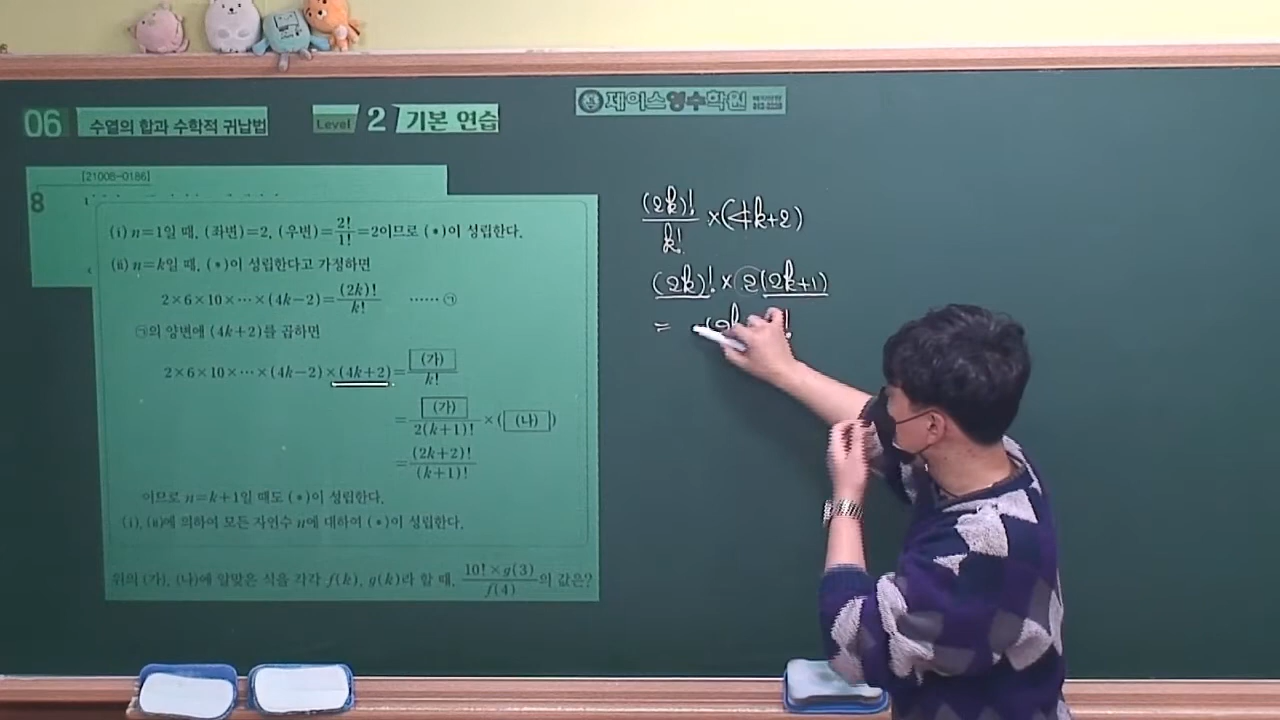 06 수열의 합과 수학적 귀납법 Level 2 기본 연습
제이스영수학원
[21008-0186]
8
(i) n=1일 때, (좌변)=2, (우변)=2!/1!=2이므로 (*)이 성립한다.
(ii) n=k일 때, (*)이 성립한다고 가정하면
2×6×10×⋯×(4k−2)=(2k)!/k! ⋯⋯ ㉠
㉠의 양변에 (4k+2)를 곱하면
2×6×10×⋯×(4k−2)×(4k+2)=(가)/k!
=(가)/2(k+1)!×((나))
=(2k+2)!/(k+1)!
이므로 n=k+1일 때도 (*)이 성립한다.
(i), (ii)에 의하여 모든 자연수 n에 대하여 (*)이 성립한다.
위의 (가), (나)에 알맞은 식을 각각 f(k), g(k)라 할 때, 10!×g(3)/f(4)의 값은?
(2k)!/k! ×(4k+2)
(2k)!×2(2k+1)
=